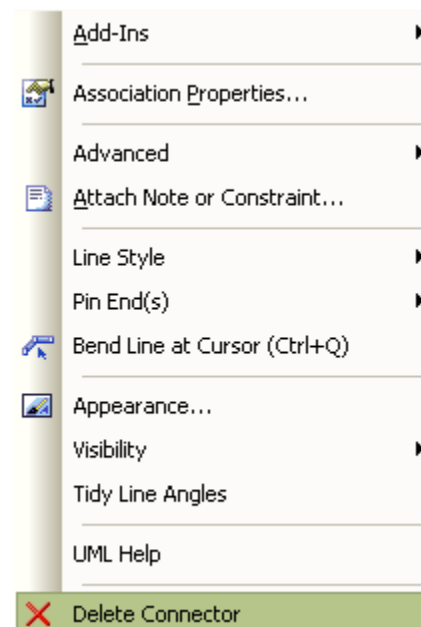 Add-Ins
Association Properties...
Advanced
Attach Note or Constraint...
Line Style
Pin End(s)
Bend Line at Cursor (Ctrl+Q)
Appearance...
Visibility
Tidy Line Angles
UML Help
Delete Connector